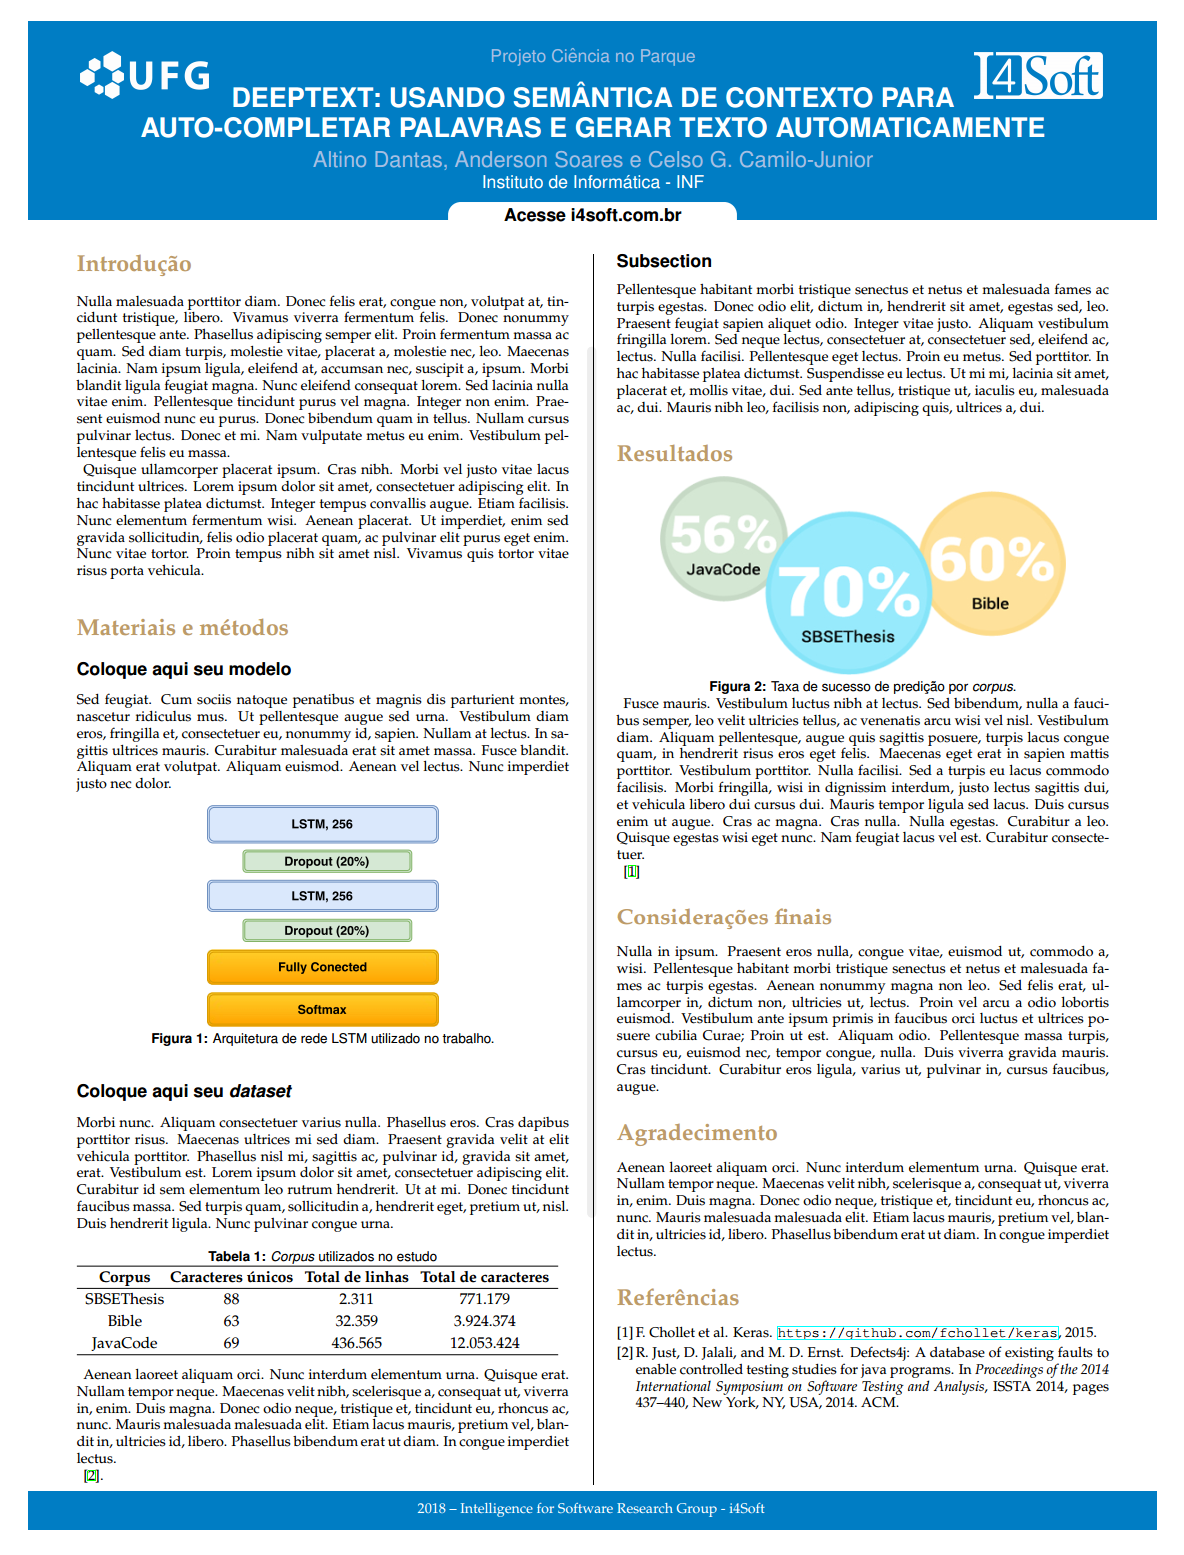 UFG
Projeto Ciência no Parque
I4Soft
DEEPTEXT: USANDO SEMÂNTICA DE CONTEXTO PARA
AUTO-COMPLETAR PALAVRAS E GERAR TEXTO AUTOMATICAMENTE
Altino Dantas, Anderson Soares e Celso G. Camilo-Junior
Instituto de Informática - INF
Acesse i4soft.com.br
Introdução
Nulla malesuada porttitor diam. Donec felis erat, congue non, volutpat at, tin-
cidunt tristique, libero. Vivamus viverra fermentum felis. Donec nonummy
pellentesque ante. Phasellus adipiscing semper elit. Proin fermentum massa ac
quam. Sed diam turpis, molestie vitae, placerat a, molestie nec, leo. Maecenas
lacinia. Nam ipsum ligula, eleifend at, accumsan nec, suscipit a, ipsum. Morbi
blandit ligula feugiat magna. Nunc eleifend consequat lorem. Sed lacinia nulla
vitae enim. Pellentesque tincidunt purus vel magna. Integer non enim. Prae-
sent euismod nunc eu purus. Donec bibendum quam in tellus. Nullam cursus
pulvinar lectus. Donec et mi. Nam vulputate metus eu enim. Vestibulum pel-
lentesque felis eu massa.
Quisque ullamcorper placerat ipsum. Cras nibh. Morbi vel justo vitae lacus
tincidunt ultrices. Lorem ipsum dolor sit amet, consectetuer adipiscing elit. In
hac habitasse platea dictumst. Integer tempus convallis augue. Etiam facilisis.
Nunc elementum fermentum wisi. Aenean placerat. Ut imperdiet, enim sed
gravida sollicitudin, felis odio placerat quam, ac pulvinar elit purus eget enim.
Nunc vitae tortor. Proin tempus nibh sit amet nisl. Vivamus quis tortor vitae
risus porta vehicula.
Materiais e métodos
Coloque aqui seu modelo
Sed feugiat. Cum sociis natoque penatibus et magnis dis parturient montes,
nascetur ridiculus mus. Ut pellentesque augue sed urna. Vestibulum diam
eros, fringilla et, consectetuer eu, nonummy id, sapien. Nullam at lectus. In sa-
gittis ultrices mauris. Curabitur malesuada erat sit amet massa. Fusce blandit.
Aliquam erat volutpat. Aliquam euismod. Aenean vel lectus. Nunc imperdiet
justo nec dolor.
LSTM, 256
Dropout (20%)
LSTM, 256
Dropout (20%)
Fully Conected
Softmax
Figura 1: Arquitetura de rede LSTM utilizado no trabalho.
Coloque aqui seu dataset
Morbi nunc. Aliquam consectetuer varius nulla. Phasellus eros. Cras dapibus
porttitor risus. Maecenas ultrices mi sed diam. Praesent gravida velit at elit
vehicula porttitor. Phasellus nisl mi, sagittis ac, pulvinar id, gravida sit amet,
erat. Vestibulum est. Lorem ipsum dolor sit amet, consectetuer adipiscing elit.
Curabitur id sem elementum leo rutrum hendrerit. Ut at mi. Donec tincidunt
faucibus massa. Sed turpis quam, sollicitudin a, hendrerit eget, pretium ut, nisl.
Duis hendrerit ligula. Nunc pulvinar congue urna.
Tabela 1: Corpus utilizados no estudo
Corpus Caracteres únicos Total de linhas Total de caracteres
SBSEThesis 88 2.311 771.179
Bible 63 32.359 3.924.374
JavaCode 69 436.565 12.053.424
Aenean laoreet aliquam orci. Nunc interdum elementum urna. Quisque erat.
Nullam tempor neque. Maecenas velit nibh, scelerisque a, consequat ut, viverra
in, enim. Duis magna. Donec odio neque, tristique et, tincidunt eu, rhoncus ac,
nunc. Mauris malesuada malesuada elit. Etiam lacus mauris, pretium vel, blan-
dit in, ultricies id, libero. Phasellus bibendum erat ut diam. In congue imperdiet
lectus.
[2].
Subsection
Pellentesque habitant morbi tristique senectus et netus et malesuada fames ac
turpis egestas. Donec odio elit, dictum in, hendrerit sit amet, egestas sed, leo.
Praesent feugiat sapien aliquet odio. Integer vitae justo. Aliquam vestibulum
fringilla lorem. Sed neque lectus, consectetuer at, consectetuer sed, eleifend ac,
lectus. Nulla facilisi. Pellentesque eget lectus. Proin eu metus. Sed porttitor. In
hac habitasse platea dictumst. Suspendisse eu lectus. Ut mi mi, lacinia sit amet,
placerat et, mollis vitae, dui. Sed ante tellus, tristique ut, iaculis eu, malesuada
ac, dui. Mauris nibh leo, facilisis non, adipiscing quis, ultrices a, dui.
Resultados
56%
JavaCode
70%
SBSEThesis
60%
Bible
Figura 2: Taxa de sucesso de predição por corpus.
Fusce mauris. Vestibulum luctus nibh at lectus. Sed bibendum, nulla a fauci-
bus semper, leo velit ultricies tellus, ac venenatis arcu wisi vel nisl. Vestibulum
diam. Aliquam pellentesque, augue quis sagittis posuere, turpis lacus congue
quam, in hendrerit risus eros eget felis. Maecenas eget erat in sapien mattis
porttitor. Vestibulum porttitor. Nulla facilisi. Sed a turpis eu lacus commodo
facilisis. Morbi fringilla, wisi in dignissim interdum, justo lectus sagittis dui,
et vehicula libero dui cursus dui. Mauris tempor ligula sed lacus. Duis cursus
enim ut augue. Cras ac magna. Cras nulla. Nulla egestas. Curabitur a leo.
Quisque egestas wisi eget nunc. Nam feugiat lacus vel est. Curabitur consecte-
tuer.
[1]
Considerações finais
Nulla in ipsum. Praesent eros nulla, congue vitae, euismod ut, commodo a,
wisi. Pellentesque habitant morbi tristique senectus et netus et malesuada fa-
mes ac turpis egestas. Aenean nonummy magna non leo. Sed felis erat, ul-
lamcorper in, dictum non, ultricies ut, lectus. Proin vel arcu a odio lobortis
euismod. Vestibulum ante ipsum primis in faucibus orci luctus et ultrices po-
suere cubilia Curae; Proin ut est. Aliquam odio. Pellentesque massa turpis,
cursus eu, euismod nec, tempor congue, nulla. Duis viverra gravida mauris.
Cras tincidunt. Curabitur eros ligula, varius ut, pulvinar in, cursus faucibus,
augue.
Agradecimento
Aenean laoreet aliquam orci. Nunc interdum elementum urna. Quisque erat.
Nullam tempor neque. Maecenas velit nibh, scelerisque a, consequat ut, viverra
in, enim. Duis magna. Donec odio neque, tristique et, tincidunt eu, rhoncus ac,
nunc. Mauris malesuada malesuada elit. Etiam lacus mauris, pretium vel, blan-
dit in, ultricies id, libero. Phasellus bibendum erat ut diam. In congue imperdiet
lectus.
Referências
[1] F. Chollet et al. Keras. https://github.com/fchollet/keras, 2015.
[2] R. Just, D. Jalali, and M. D. Ernst. Defects4j: A database of existing faults to
enable controlled testing studies for java programs. In Proceedings of the 2014
International Symposium on Software Testing and Analysis, ISSTA 2014, pages
437–440, New York, NY, USA, 2014. ACM.
2018 – Intelligence for Software Research Group - i4Soft